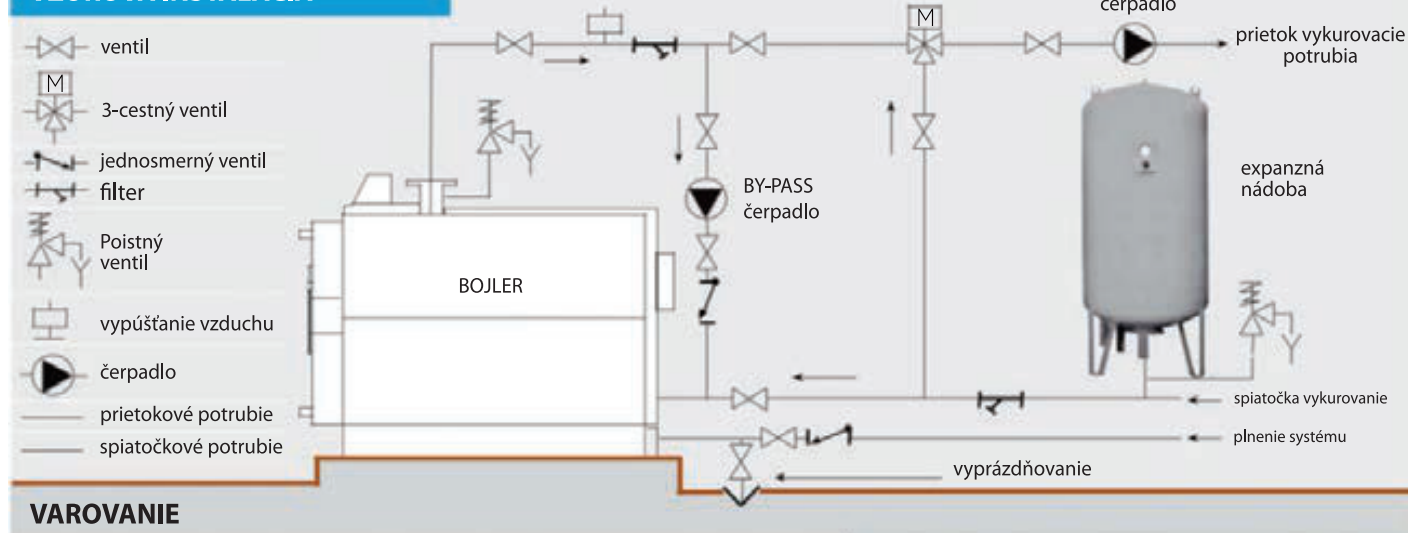 čerpadlo
M
M
ventil
3-cestný ventil
jednosmerný ventil
filter
Poistný
ventil
vypúšťanie vzduchu
čerpadlo
prietokové potrubie
spiatočkové potrubie
prietok vykurovacie
potrubia
BY-PASS
čerpadlo
expanzná
nádoba
BOJLER
spiatočka vykurovanie
plnenie systému
vyprázdňovanie
VAROVANIE